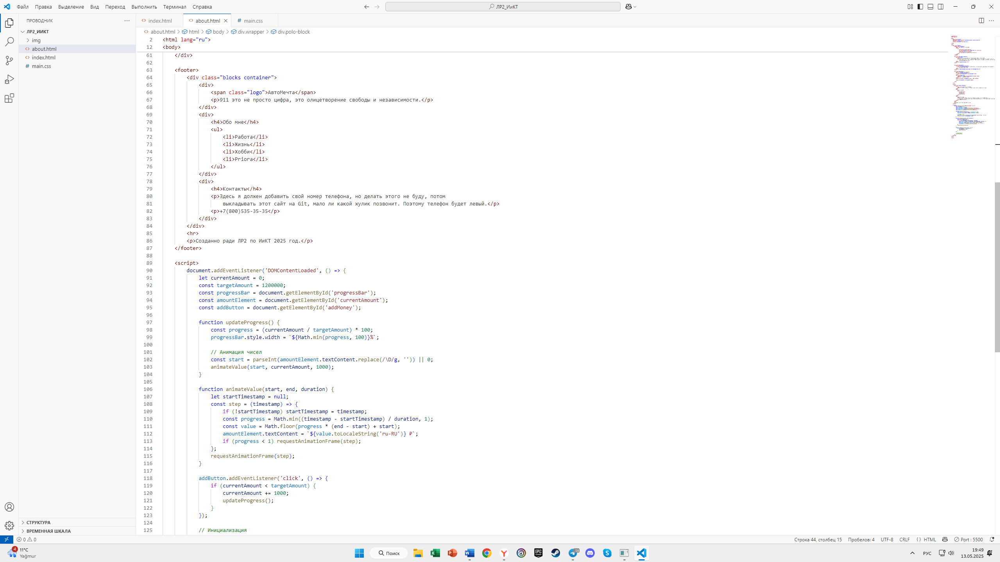 Файл Правка Выделение Вид Переход Выполнить Терминал Справка
ЛР2_ИиКТ
ПРОВОДНИК
ЛР2_ИИКТ
img
about.html
index.html
main.css
СТРУКТУРА
ВРЕМЕННАЯ ШКАЛА
index.html about.html main.css
about.html html body div.wrapper div.polo-block
2 <html lang="ru">
12 <body>
61 </div>
62
63 <footer>
64 <div class="blocks container">
65 <div>
66 <span class="logo">АвтоМечта</span>
67 <p>911 это не просто цифра, это олицетворение свободы и независимости.</p>
68 </div>
69 <div>
70 <h4>Обо мне</h4>
71 <ul>
72 <li>Работа</li>
73 <li>Жизнь</li>
74 <li>Хобби</li>
75 <li>Priora</li>
76 </ul>
77 </div>
78 <div>
79 <h4>Контакты</h4>
80 <p>Здесь я должен добавить свой номер телефона, но делать этого не буду, потом
81 выкладывать этот сайт на Git, мало ли какой жулик позвонит. Поэтому телефон будет левый.</p>
82 <p>+7(800)535-35-35</p>
83 </div>
84 </div>
85 <hr>
86 <p>Созданно ради ЛР2 по ИиКТ 2025 год.</p>
87 </footer>
88
89 <script>
90 document.addEventListener('DOMContentLoaded', () => {
91 let currentAmount = 0;
92 const targetAmount = 1200000;
93 const progressBar = document.getElementById('progressBar');
94 const amountElement = document.getElementById('currentAmount');
95 const addButton = document.getElementById('addMoney');
96
97 function updateProgress() {
98 const progress = (currentAmount / targetAmount) * 100;
99 progressBar.style.width = `${Math.min(progress, 100)}%`;
100
101 // Анимация чисел
102 const start = parseInt(amountElement.textContent.replace(/\D/g, '')) || 0;
103 animateValue(start, currentAmount, 1000);
104 }
105
106 function animateValue(start, end, duration) {
107 let startTimestamp = null;
108 const step = (timestamp) => {
109 if (!startTimestamp) startTimestamp = timestamp;
110 const progress = Math.min((timestamp - startTimestamp) / duration, 1);
111 const value = Math.floor(progress * (end - start) + start);
112 amountElement.textContent = `${value.toLocaleString('ru-RU')} ₽`;
113 if (progress < 1) requestAnimationFrame(step);
114 };
115 requestAnimationFrame(step);
116 }
117
118 addButton.addEventListener('click', () => {
119 if (currentAmount < targetAmount) {
120 currentAmount += 1000;
121 updateProgress();
122 }
123 });
124
125 // Инициализация
0 0
Строка 44, столбец 15 Пробелов: 4 UTF-8 CRLF HTML Port : 5500
4
11°C
Yağmur
Поиск
EPIC GAMES
58
РУС
19:49
13.05.2025